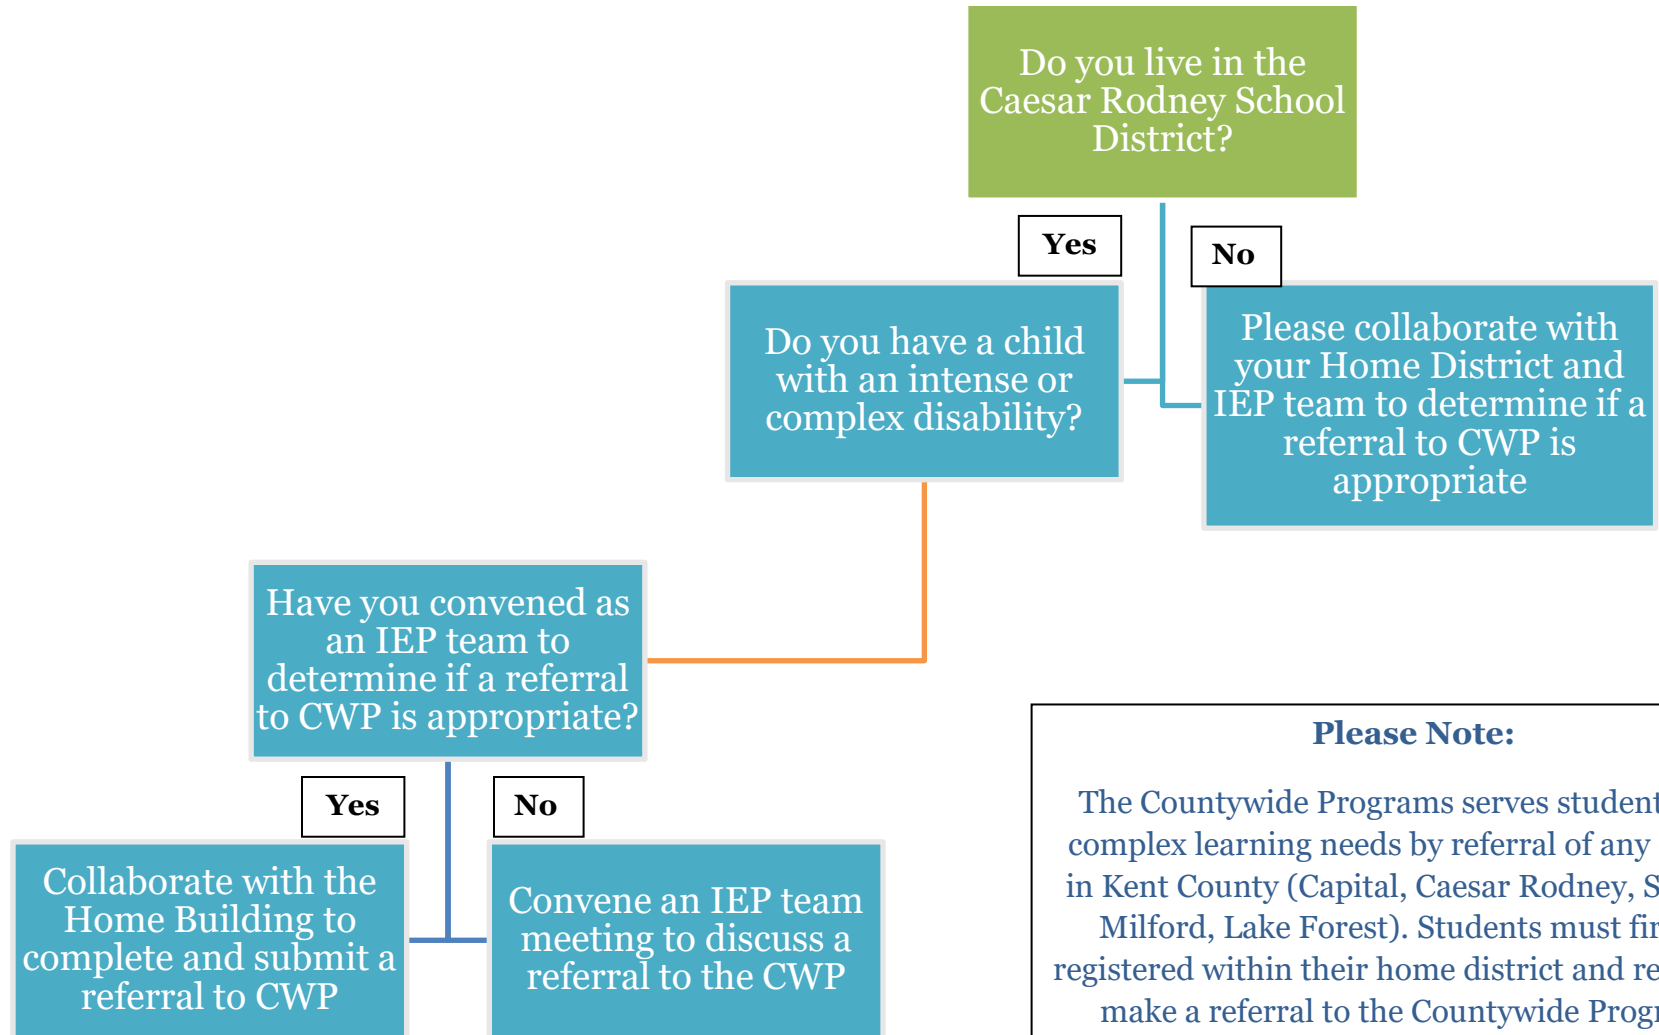 Do you live in the
Caesar Rodney School
District?
Yes
No
Do you have a child
with an intense or
complex disability?
Please collaborate with
your Home District and
IEP team to determine if a
referral to CWP is
appropriate
Have you convened as
an IEP team to
determine if a referral
to CWP is appropriate?
Yes
No
Collaborate with the
Home Building to
complete and submit a
referral to CWP
Convene an IEP team
meeting to discuss a
referral to the CWP
Please Note:
The Countywide Programs serves student
complex learning needs by referral of any
in Kent County (Capital, Caesar Rodney,
Milford, Lake Forest). Students must
registered within their home district and
make a referral to the Countywide